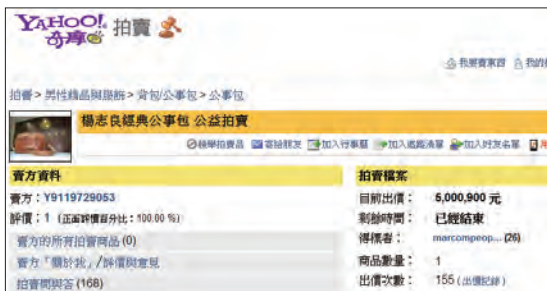 YAHOO! 拍賣
奇摩
我要賣東西 我的
拍賣 > 男性精品與服飾 > 背包/公事包 > 公事包
楊志良經典公事包 公益拍賣
檢舉拍賣品 寄給朋友 加入行事曆 加入追蹤清單 加入好友名單
賣方資料
賣方：Y9119729053
評價：1 (正面評價百分比：100.00 %)
賣方的所有拍賣商品 (0)
賣方「關於我」/評價與意見
拍賣問與答 (168)
拍賣檔案
目前出價： 5,000,900 元
剩餘時間： 已經結束
得標者： marcompeop... (26)
商品數量： 1
出價次數： 155 (出價紀錄)